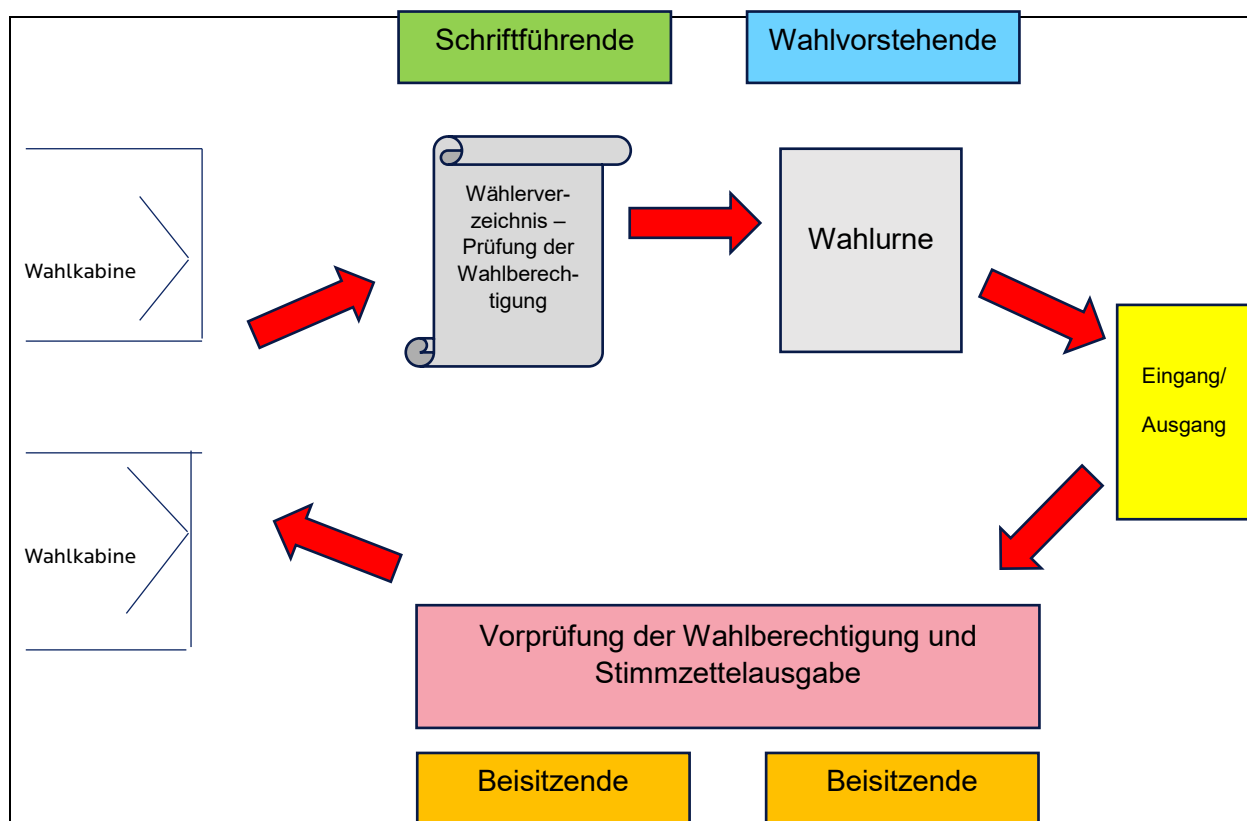 Schriftführende
Wahlvorstehende
Wahlkabine
Wählerver-
zeichnis –
Prüfung der
Wahlberech-
tigung
Wahlurne
Eingang/
Ausgang
Wahlkabine
Vorprüfung der Wahlberechtigung und
Stimmzettelausgabe
Beisitzende
Beisitzende